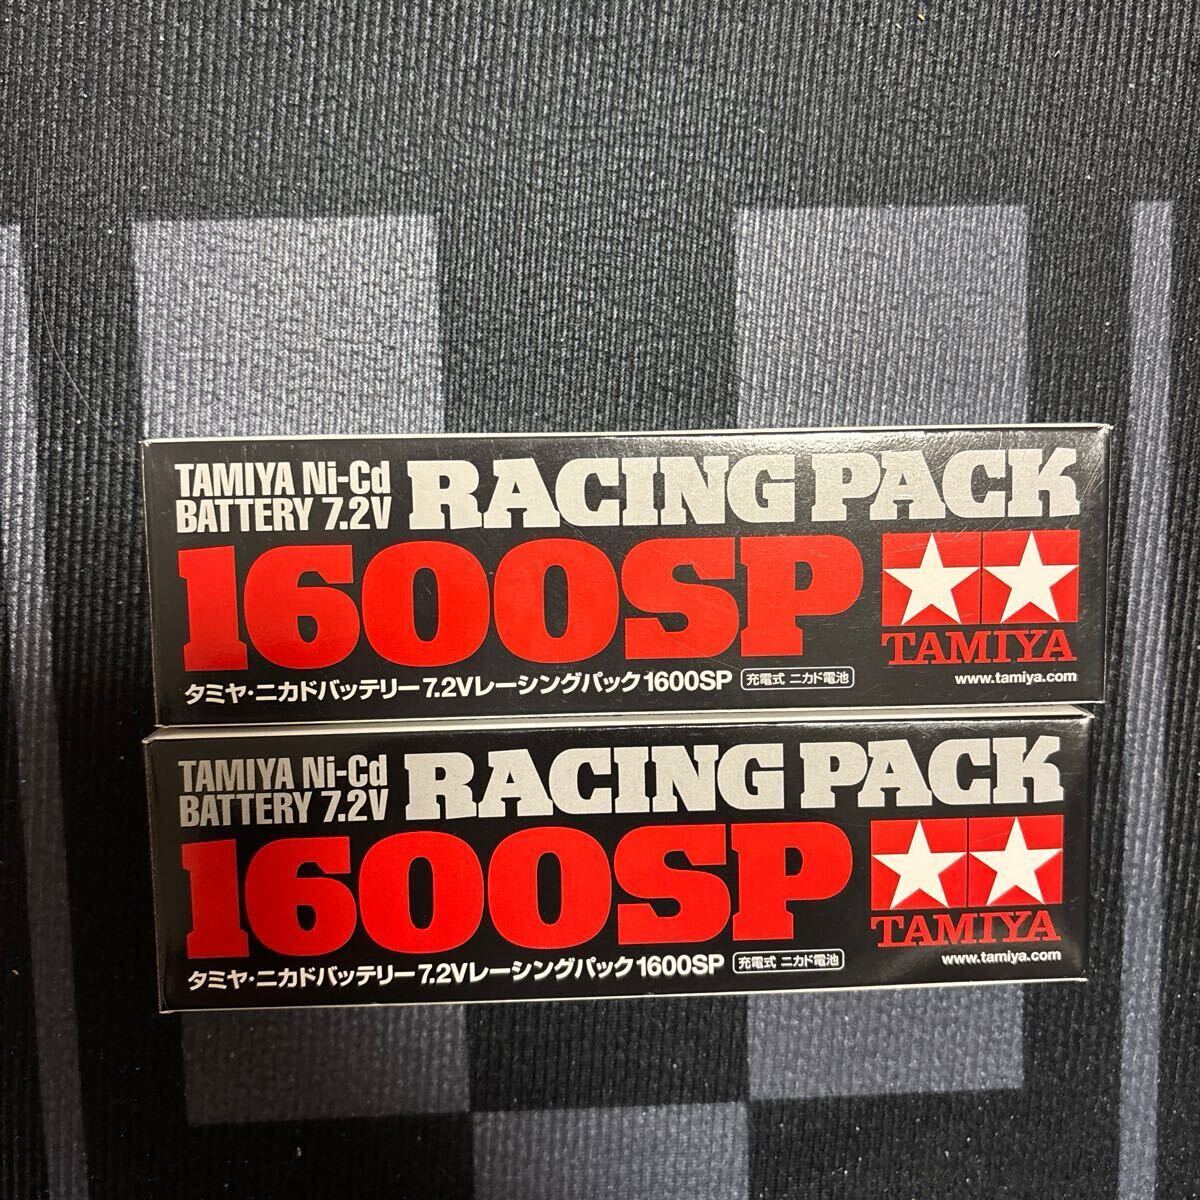 TAMIYA Ni-Cd
BATTERY 7.2V
RACING PACK
1600SP
TAMIYA
タミヤ・ニカドバッテリー7.2Vレーシングパック1600SP 充電式 ニカド電池
www.tamiya.com
TAMIYA Ni-Cd
BATTERY 7.2V
RACING PACK
1600SP
TAMIYA
タミヤ・ニカドバッテリー7.2Vレーシングパック1600SP 充電式 ニカド電池
www.tamiya.com